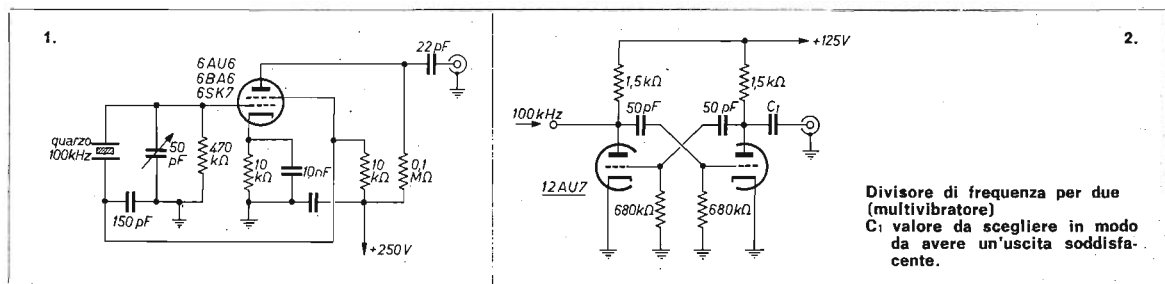 1.
6AU6
6BA6
6SK7
22 pF
quarzo
100kHz
50
pF
470
kΩ
10
kΩ
10nF
10
kΩ
0,1
MΩ
150 pF
+250V
2.
+125V
1,5kΩ
1,5kΩ
50pF
50pF
C1
100kHz
12AU7
680kΩ
680kΩ
Divisore di frequenza per due
(multivibratore)
C1 valore da scegliere in modo
da avere un'uscita soddisfa-
cente.